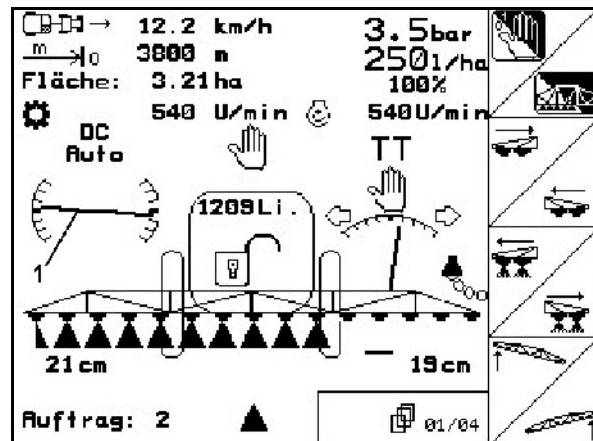 12.2 km/h
3.5bar
m
0
3800 m
250l/ha
Fläche: 3.21ha
100%
540 U/min
540U/min
DC
Auto
TT
1209Li.
1
21cm
19cm
Auftrag: 2
01/04